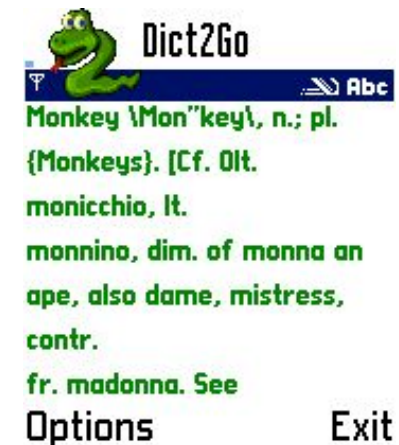 Dict2Go
Abc
Monkey \Mon"key\, n.; pl.
{Monkeys}. [Cf. OIt.
monicchio, It.
monnino, dim. of monna an
ape, also dame, mistress,
contr.
fr. madonna. See
Options Exit